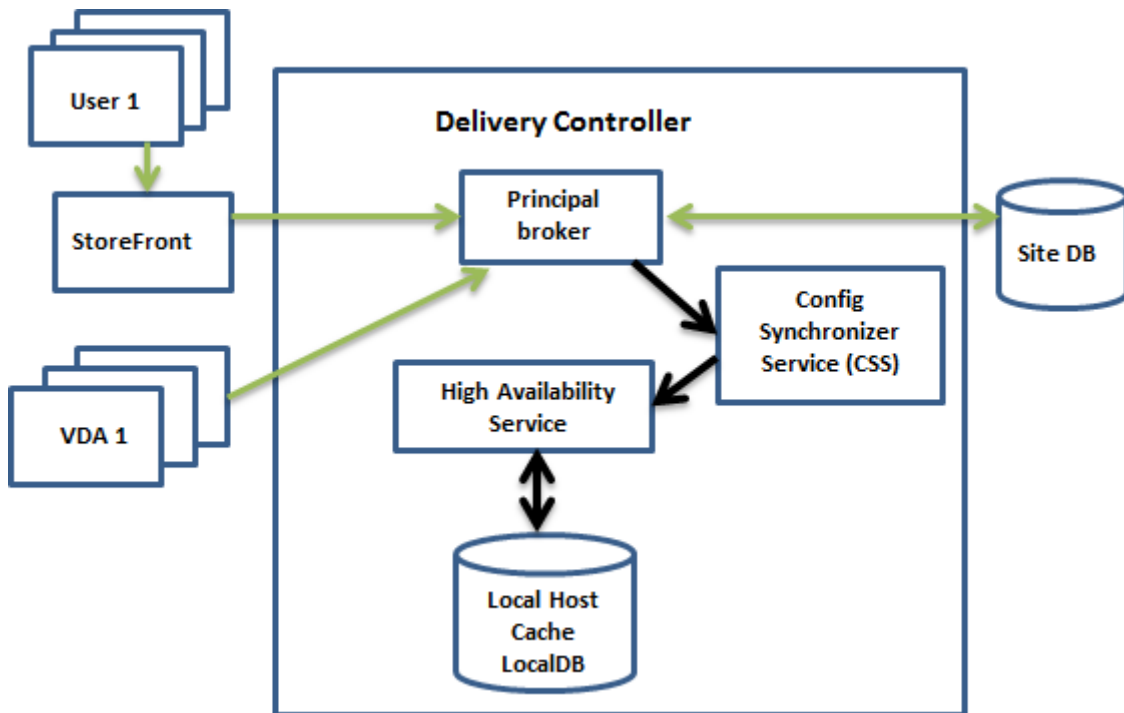 User 1
Delivery Controller
StoreFront
Principal
broker
Site DB
Config
Synchronizer
Service (CSS)
High Availability
Service
VDA 1
Local Host
Cache
LocalDB